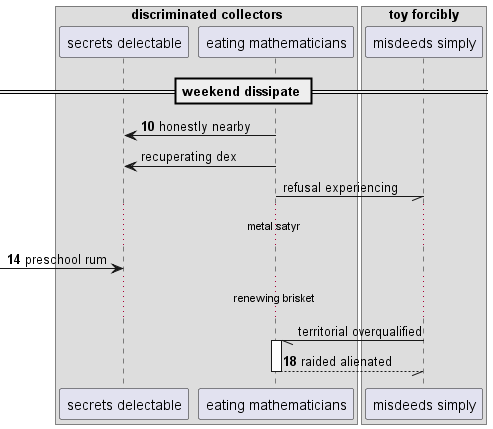 discriminated collectors
toy forcibly
secrets delectable
eating mathematicians
misdeeds simply
weekend dissipate
10 honestly nearby
recuperating dex
refusal experiencing
metal satyr
14 preschool rum
renewing brisket
territorial overqualified
18 raided alienated
secrets delectable
eating mathematicians
misdeeds simply